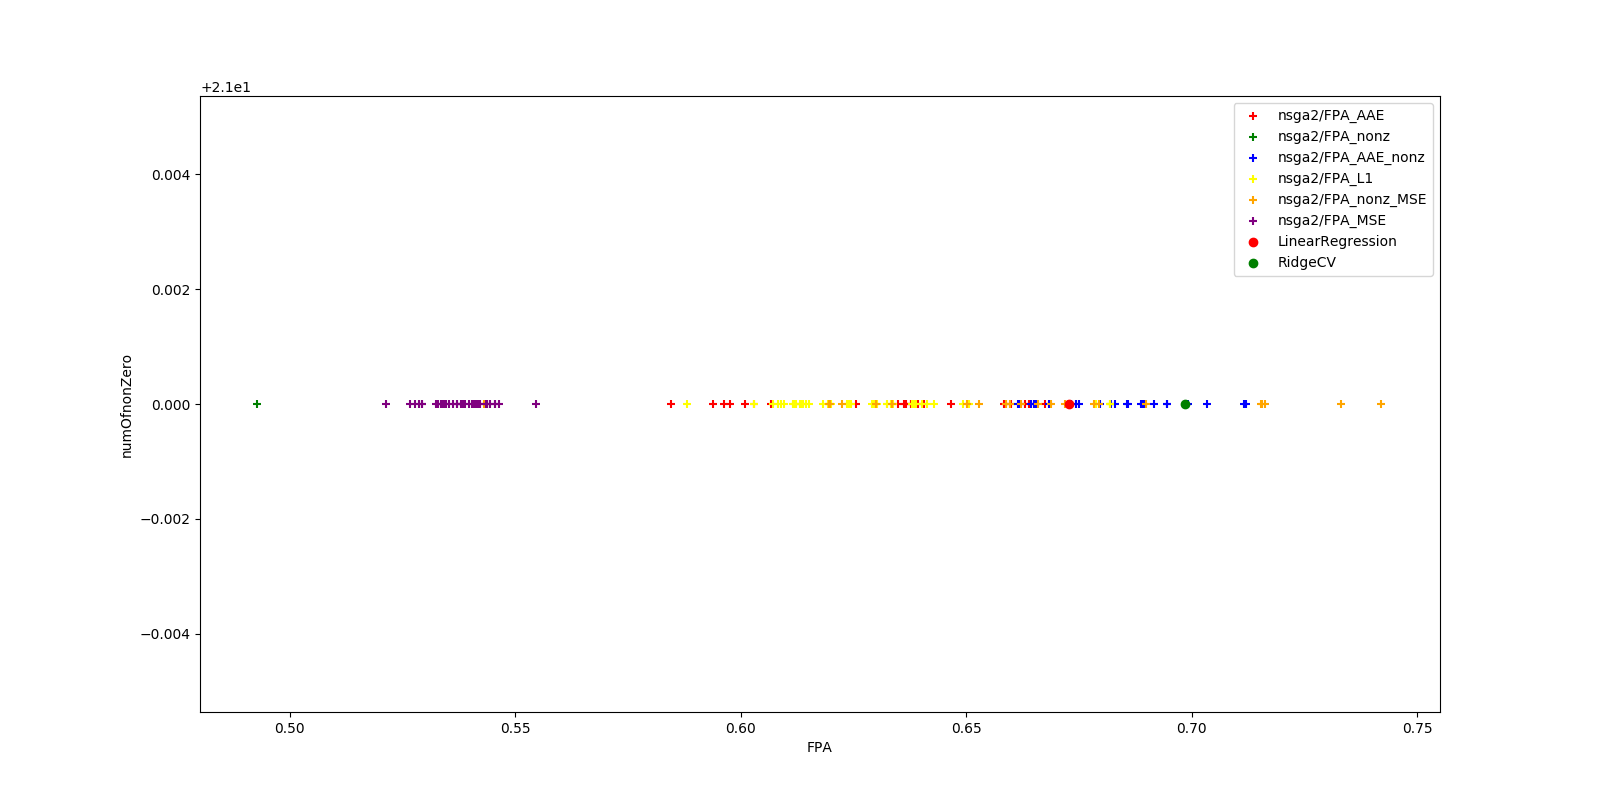 +2.1e1
nsga2/FPA_AAE
nsga2/FPA_nonz
nsga2/FPA_AAE_nonz
nsga2/FPA_L1
nsga2/FPA_nonz_MSE
nsga2/FPA_MSE
LinearRegression
RidgeCV
0.004
0.002
0.000
−0.002
−0.004
numOfnonZero
0.50 0.55 0.60 0.65 0.70 0.75
FPA